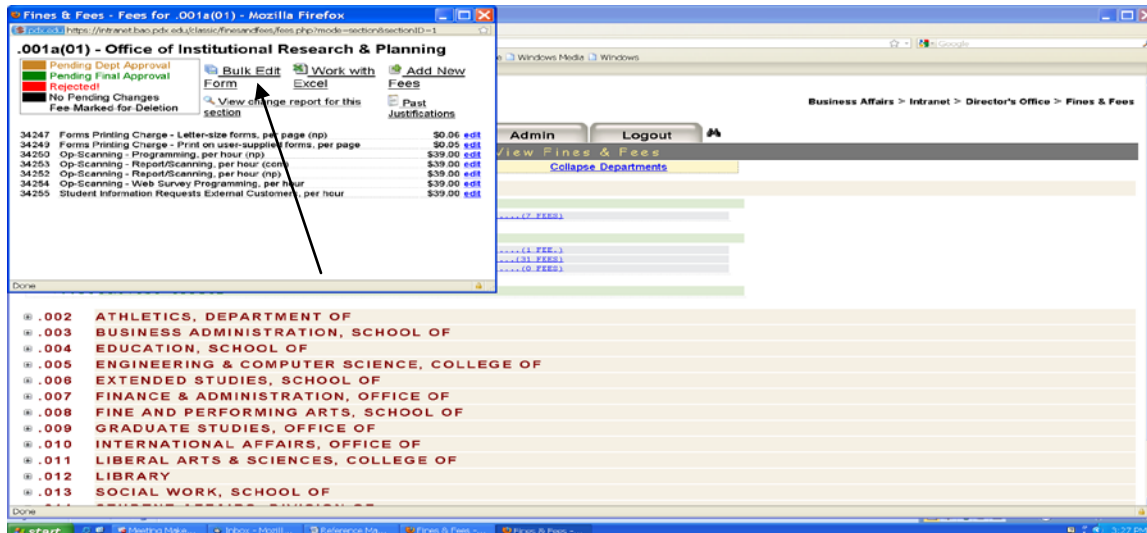 Fines & Fees - Fees for .001a(01) - Mozilla Firefox
pdx.edu https://intranet.bao.pdx.edu/classic/finesandfees/fees.php?mode=section&sectionID=1
.001a(01) - Office of Institutional Research & Planning
Pending Dept Approval
Pending Final Approval
Rejected!
No Pending Changes
Fee Marked for Deletion
Bulk Edit Form
Work with Excel
Add New Fees
View change report for this section
Past Justifications
34247 Forms Printing Charge - Letter-size forms, per page (np) $0.06 edit
34249 Forms Printing Charge - Print on user-supplied forms, per page $0.05 edit
34250 Op-Scanning - Programming, per hour (np) $39.00 edit
34253 Op-Scanning - Report/Scanning, per hour (com) $39.00 edit
34252 Op-Scanning - Report/Scanning, per hour (np) $39.00 edit
34254 Op-Scanning - Web Survey Programming, per hour $39.00 edit
34255 Student Information Requests External Customers, per hour $39.00 edit
Done
Google
Windows Media Windows
Business Affairs > Intranet > Director's Office > Fines & Fees
Admin Logout
View Fines & Fees
Collapse Departments
....(7 FEES)
....(1 FEE.)
....(31 FEES)
....(0 FEES)
.002 ATHLETICS, DEPARTMENT OF
.003 BUSINESS ADMINISTRATION, SCHOOL OF
.004 EDUCATION, SCHOOL OF
.005 ENGINEERING & COMPUTER SCIENCE, COLLEGE OF
.006 EXTENDED STUDIES, SCHOOL OF
.007 FINANCE & ADMINISTRATION, OFFICE OF
.008 FINE AND PERFORMING ARTS, SCHOOL OF
.009 GRADUATE STUDIES, OFFICE OF
.010 INTERNATIONAL AFFAIRS, OFFICE OF
.011 LIBERAL ARTS & SCIENCES, COLLEGE OF
.012 LIBRARY
.013 SOCIAL WORK, SCHOOL OF
Done
start Meeting Make... Inbox - Mozill... Reference Ma... Fines & Fees - ... Fines & Fees - ... 3:27 PM